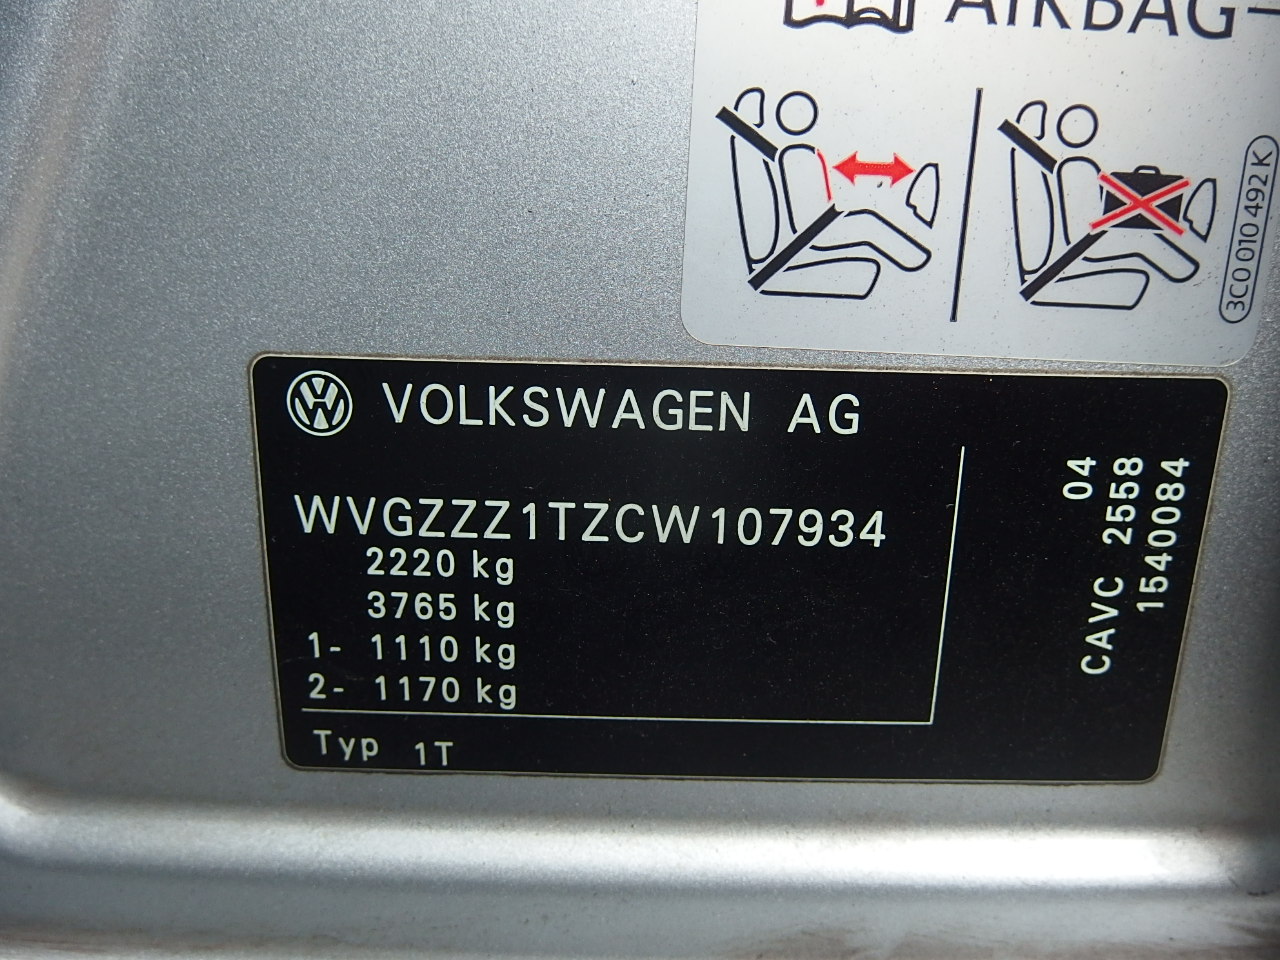 AIRBAG
3C0 010 492 K
VOLKSWAGEN AG
WVGZZZ1TZCW107934
2220 kg
3765 kg
1- 1110 kg
2- 1170 kg
Typ 1T
04
CAVC 2558
1540084